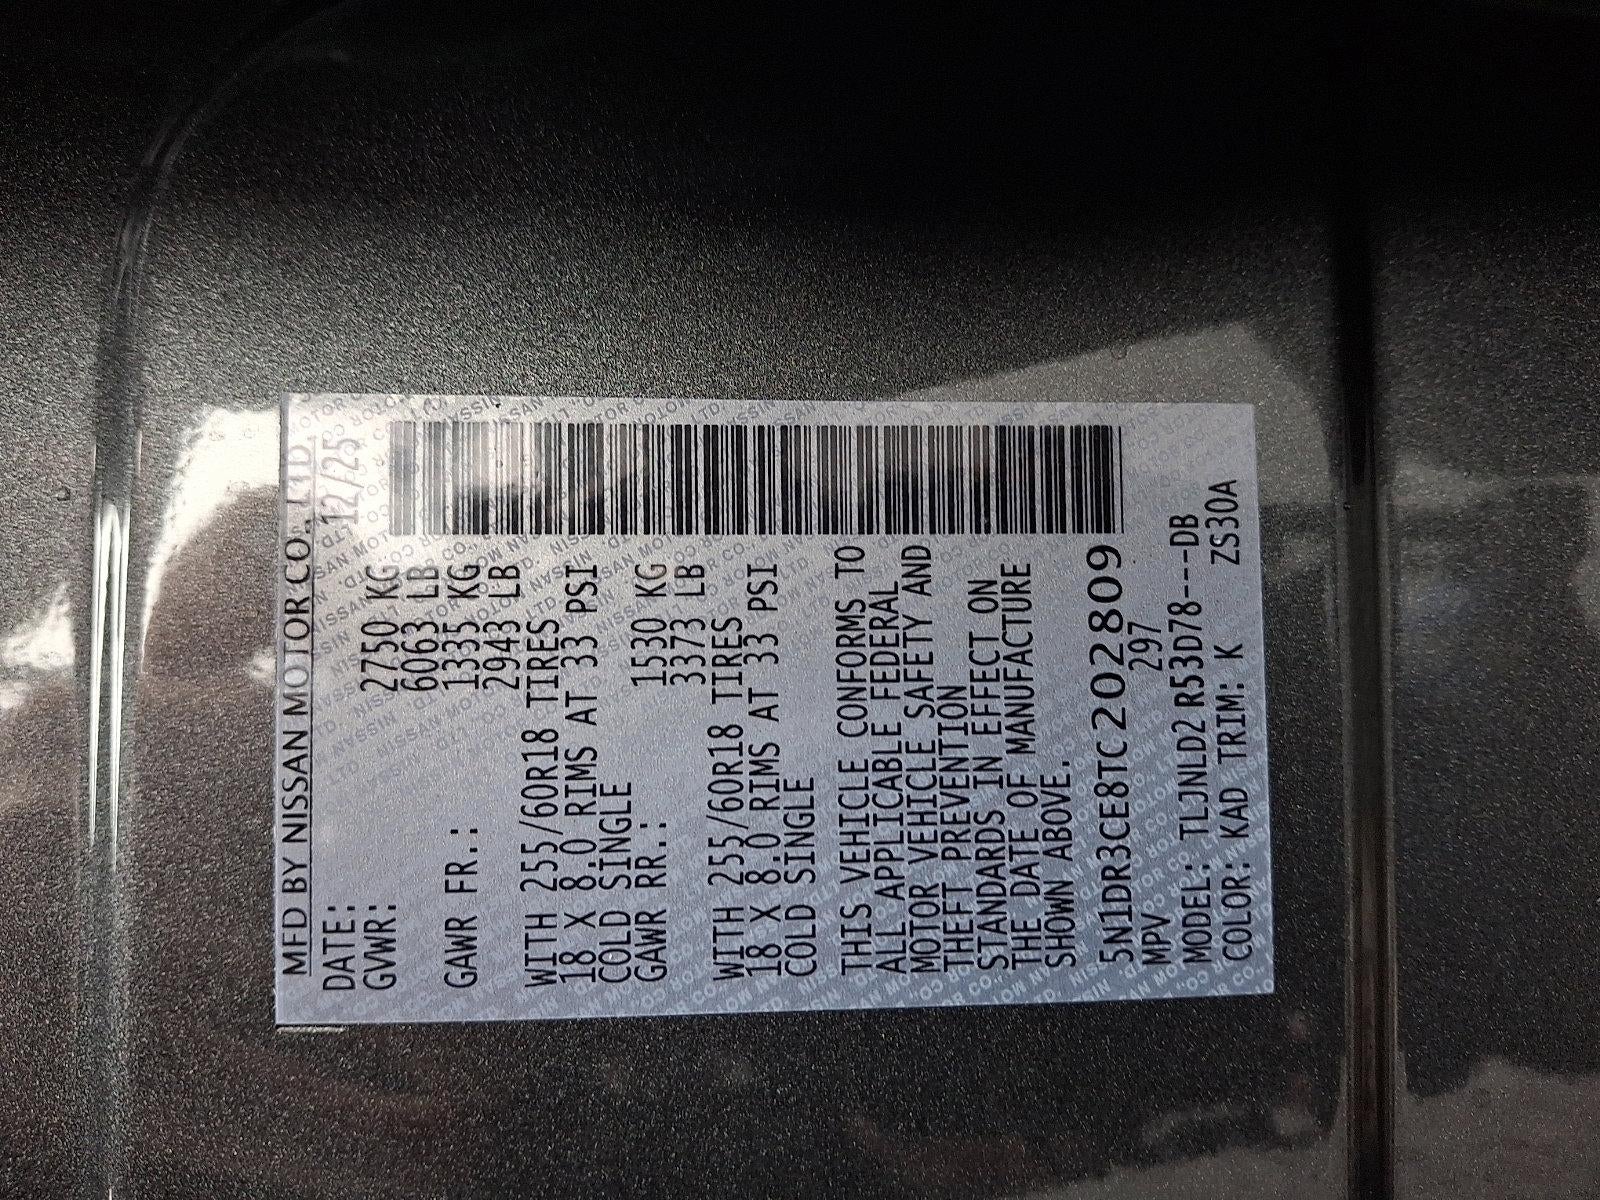 MFD BY NISSAN MOTOR CO., LTD.
DATE: 12/25
GVWR: 2750 KG
6063 LB
GAWR FR.: 1335 KG
2943 LB
WITH 255/60R18 TIRES
18 X 8.0 RIMS AT 33 PSI
COLD SINGLE
GAWR RR.: 1530 KG
3373 LB
WITH 255/60R18 TIRES
18 X 8.0 RIMS AT 33 PSI
COLD SINGLE
THIS VEHICLE CONFORMS TO
ALL APPLICABLE FEDERAL
MOTOR VEHICLE SAFETY AND
THEFT PREVENTION
STANDARDS IN EFFECT ON
THE DATE OF MANUFACTURE
SHOWN ABOVE.
5N1DR3CE8TC202809
MPV 297
MODEL: TLJNLD2 R53D78---DB
COLOR: KAD TRIM: K ZS30A